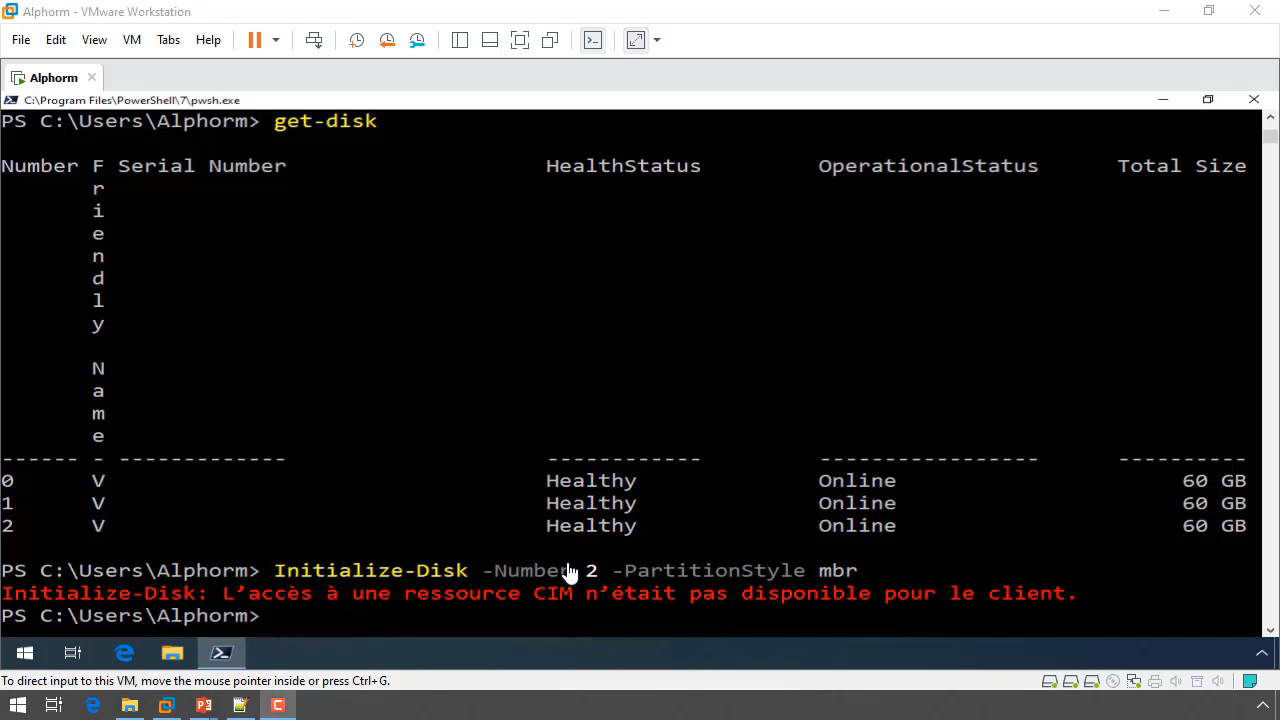 Alphorm - VMware Workstation
File Edit View VM Tabs Help
Alphorm
C:\Program Files\PowerShell\7\pwsh.exe
PS C:\Users\Alphorm> get-disk
Number Friendly Name Serial Number HealthStatus OperationalStatus Total Size
------ - ------------- ------------ ----------------- ----------
0 V Healthy Online 60 GB
1 V Healthy Online 60 GB
2 V Healthy Online 60 GB
PS C:\Users\Alphorm> Initialize-Disk -Number 2 -PartitionStyle mbr
Initialize-Disk: L’accès à une ressource CIM n’était pas disponible pour le client.
PS C:\Users\Alphorm>
To direct input to this VM, move the mouse pointer inside or press Ctrl+G.